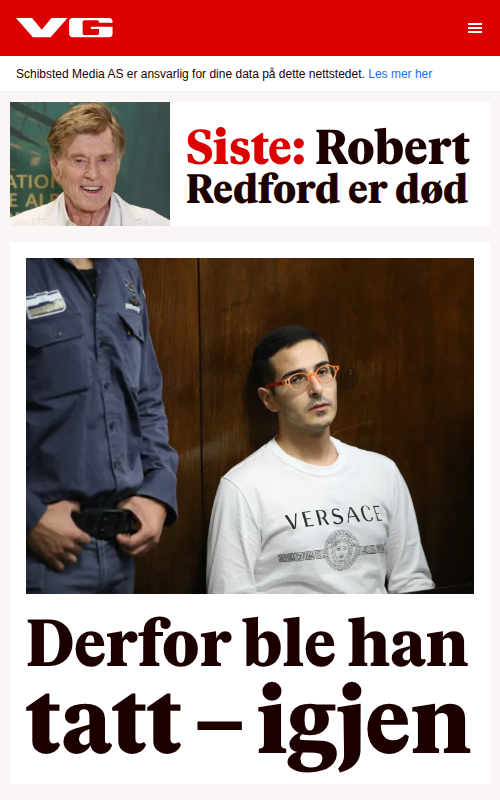 VG
Schibsted Media AS er ansvarlig for dine data på dette nettstedet. Les mer her
Siste: Robert
Redford er død
VERSACE
Derfor ble han
tatt – igjen